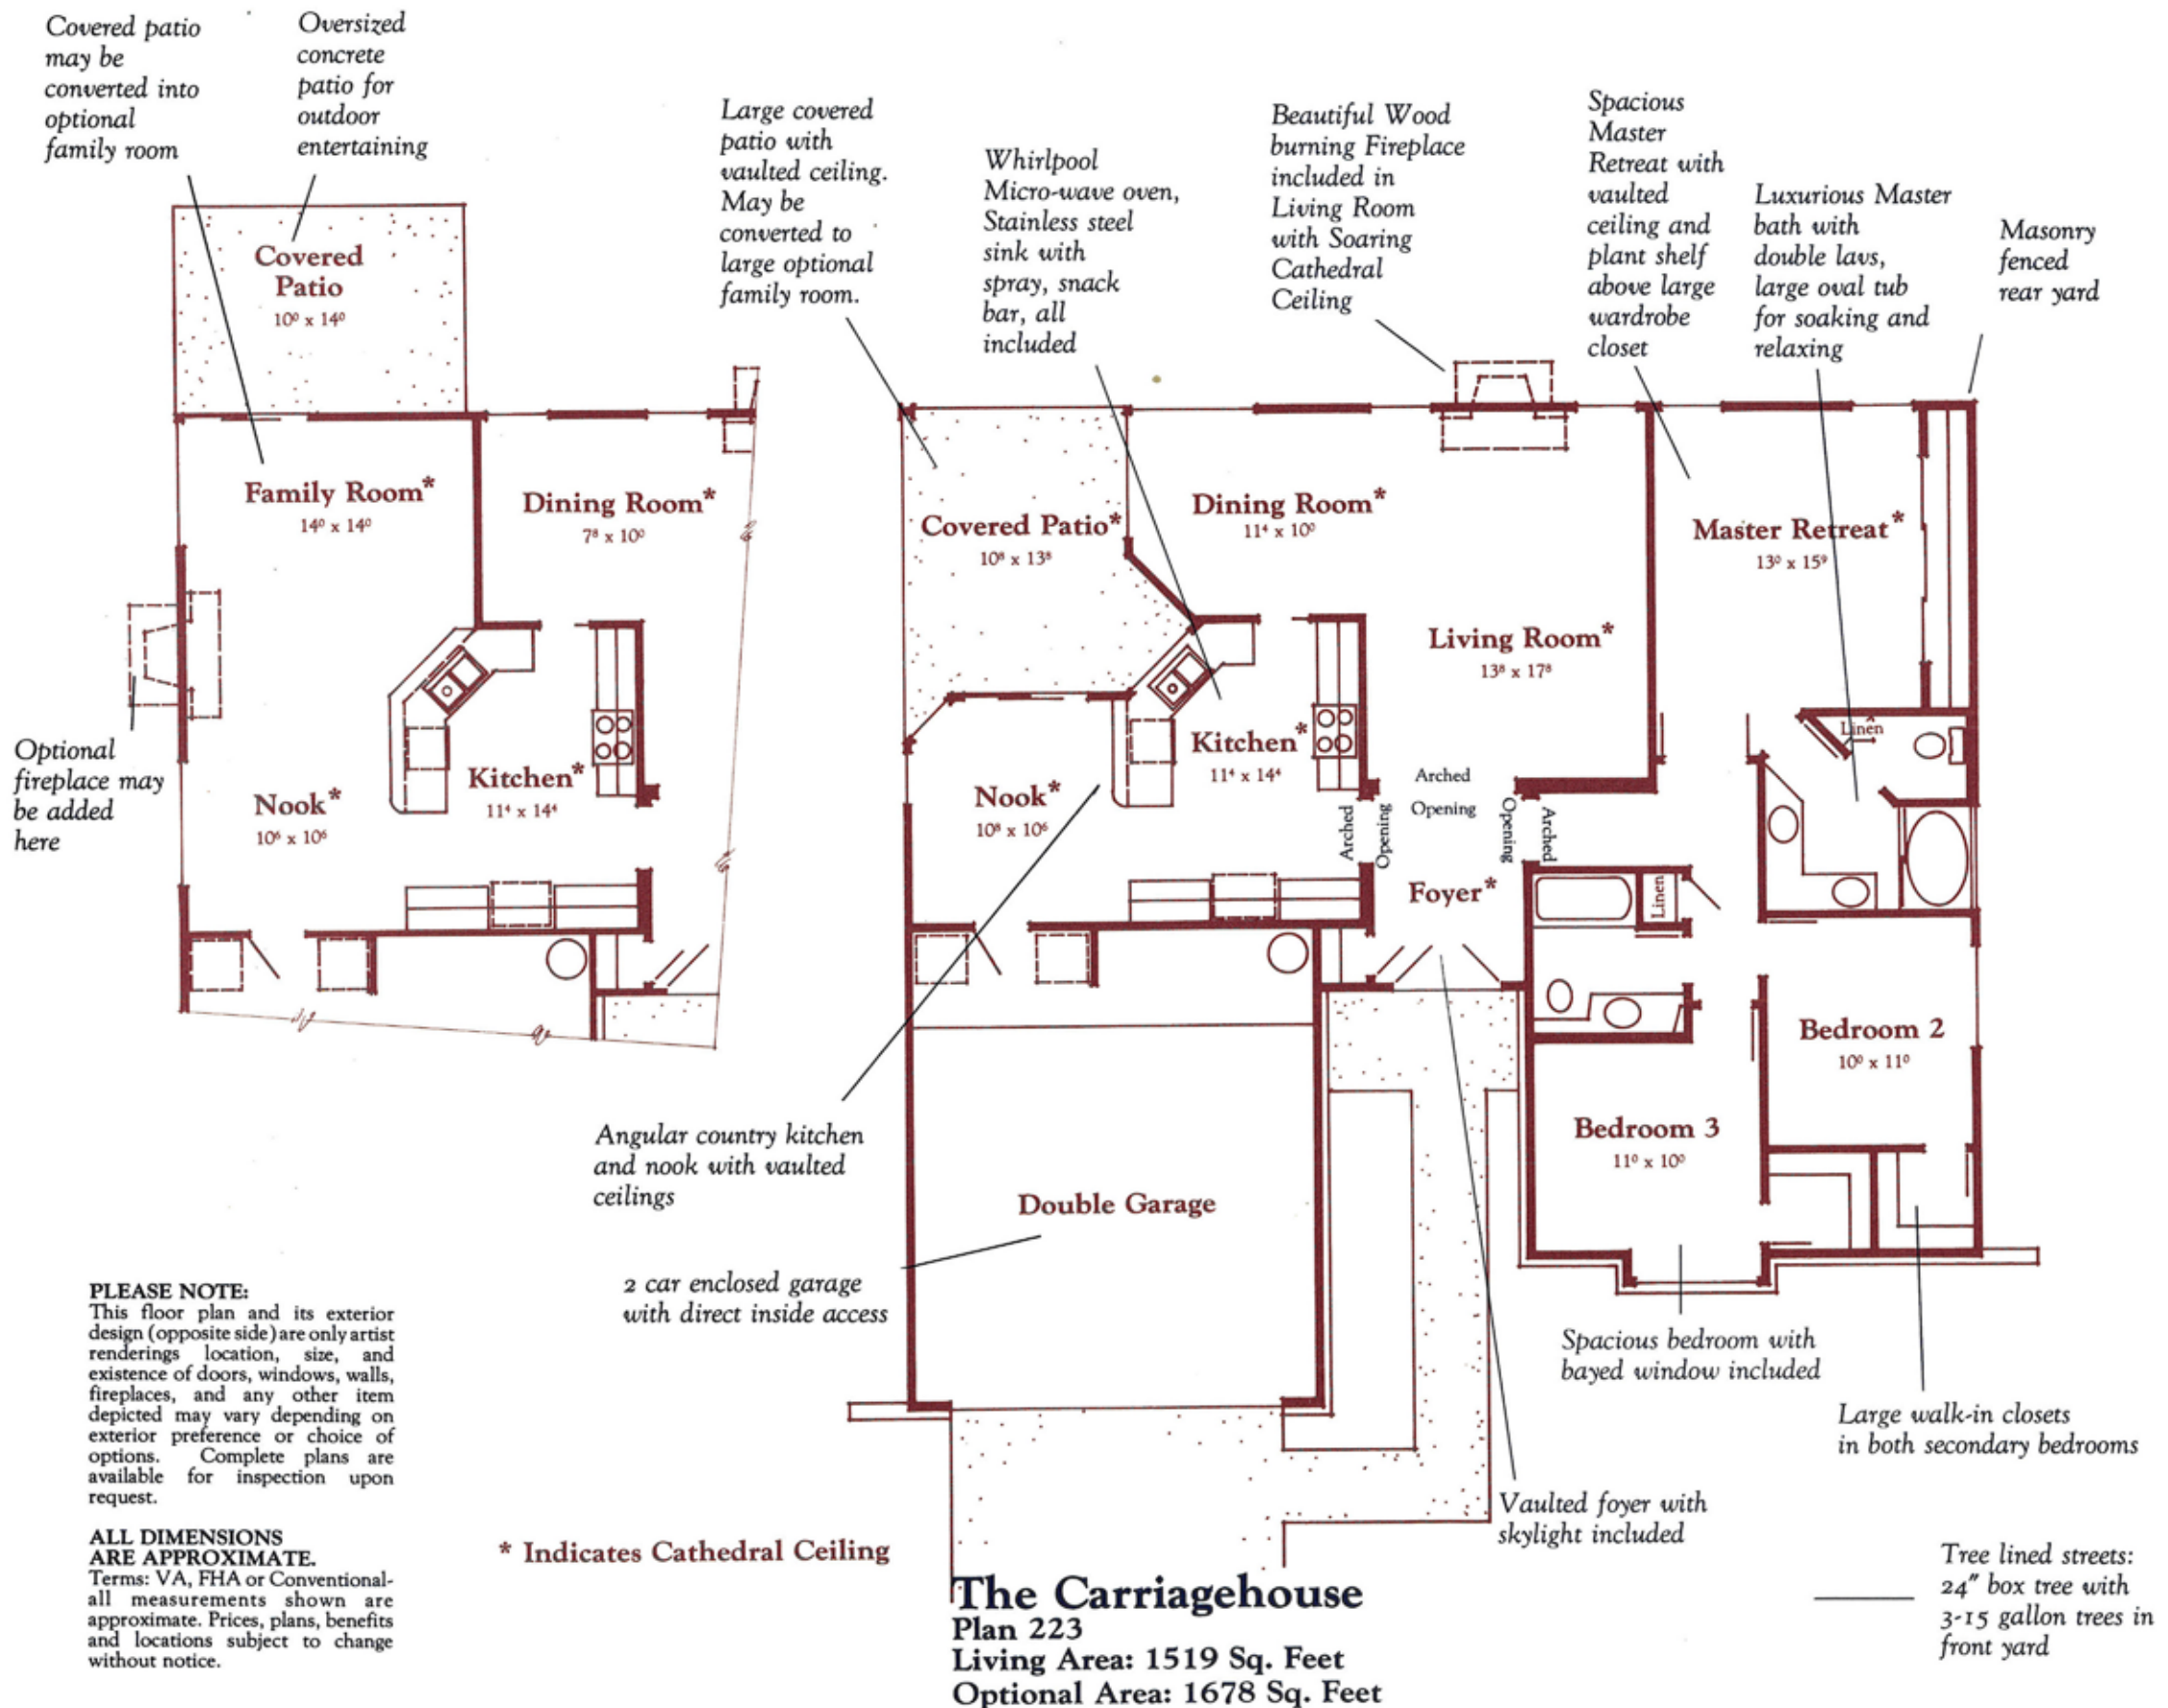 Covered patio
may be
converted into
optional
family room
Oversized
concrete
patio for
outdoor
entertaining
Large covered
patio with
vaulted ceiling.
May be
converted to
large optional
family room.
Whirlpool
Micro-wave oven,
Stainless steel
sink with
spray, snack
bar, all
included
Beautiful Wood
burning Fireplace
included in
Living Room
with Soaring
Cathedral
Ceiling
Spacious
Master
Retreat with
vaulted
ceiling and
plant shelf
above large
wardrobe
closet
Luxurious Master
bath with
double lavs,
large oval tub
for soaking and
relaxing
Masonry
fenced
rear yard
Covered
Patio
10⁰ x 14⁰
Family Room*
14⁰ x 14⁰
Dining Room*
7⁸ x 10⁰
Optional
fireplace may
be added
here
Nook*
10⁶ x 10⁶
Kitchen*
11⁴ x 14⁴
Covered Patio*
10⁸ x 13⁸
Dining Room*
11⁴ x 10⁰
Living Room*
13⁸ x 17⁸
Master Retreat*
13⁰ x 15⁹
Linen
Kitchen*
11⁴ x 14⁴
Nook*
10⁸ x 10⁶
Arched
Opening
Arched
Opening
Opening
Arched
Foyer*
Linen
Bedroom 2
10⁰ x 11⁰
Bedroom 3
11⁰ x 10⁰
Angular country kitchen
and nook with vaulted
ceilings
Double Garage
2 car enclosed garage
with direct inside access
Spacious bedroom with
bayed window included
Large walk-in closets
in both secondary bedrooms
Vaulted foyer with
skylight included
Tree lined streets:
24" box tree with
3-15 gallon trees in
front yard
PLEASE NOTE:
This floor plan and its exterior
design (opposite side) are only artist
renderings location, size, and
existence of doors, windows, walls,
fireplaces, and any other item
depicted may vary depending on
exterior preference or choice of
options. Complete plans are
available for inspection upon
request.
ALL DIMENSIONS
ARE APPROXIMATE.
Terms: VA, FHA or Conventional-
all measurements shown are
approximate. Prices, plans, benefits
and locations subject to change
without notice.
* Indicates Cathedral Ceiling
The Carriagehouse
Plan 223
Living Area: 1519 Sq. Feet
Optional Area: 1678 Sq. Feet